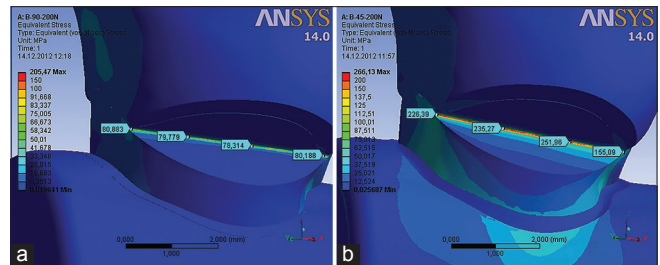 A: B-90-200N
Equivalent Stress
Type: Equivalent (von-Mises) Stress
Unit: MPa
Time: 1
14.12.2012 12:18
ANSYS
14.0
205,47 Max
150
100
91,668
83,337
75,005
66,673
58,342
50,01
41,678
80,883
79,779
78,314
80,188
0,000
2,000 (mm)
1,000
a
A: B-45-200N
Equivalent Stress
Type: Equivalent (von-Mises) Stress
Unit: MPa
Time: 1
14.12.2012 11:57
ANSYS
14.0
266,13 Max
200
150
137,5
125
112,51
100,01
87,511
226,39
235,27
251,96
155,09
50,017
37,519
25,021
12,524
0,025687 Min
0,000
2,000 (mm)
1,000
b